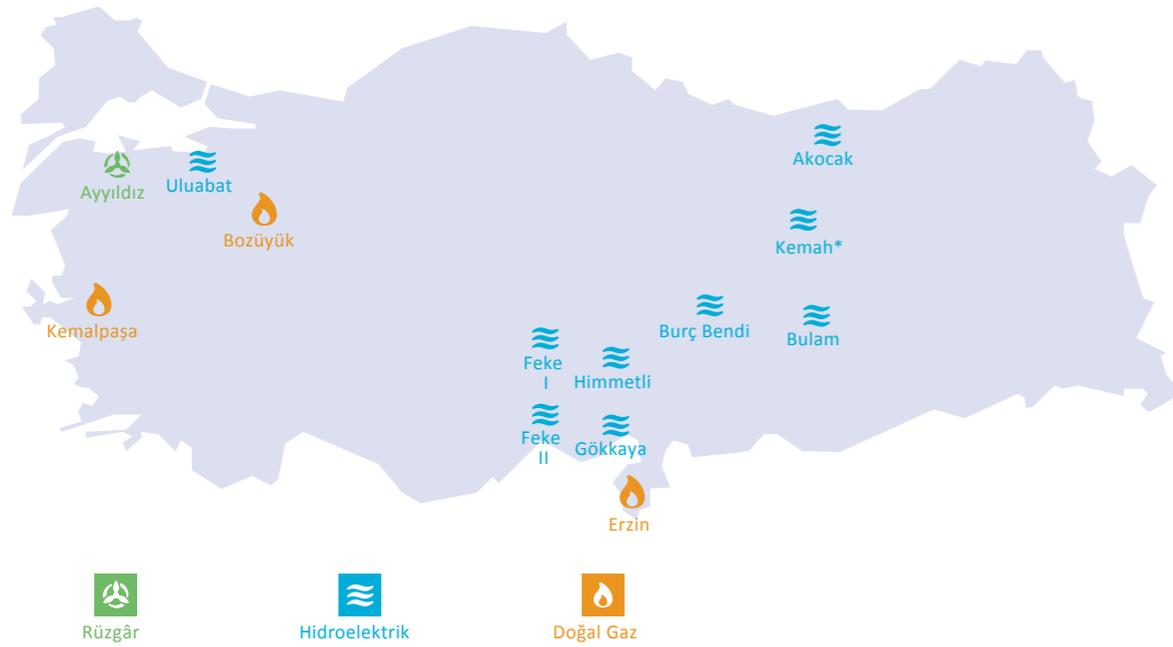 Akocak
Ayyıldız
Uluabat
Bozüyük
Kemah*
Kemalpaşa
Burç Bendi
Bulam
Feke
I
Himmetli
Feke
II
Gökkaya
Erzin
Rüzgâr
Hidroelektrik
Doğal Gaz